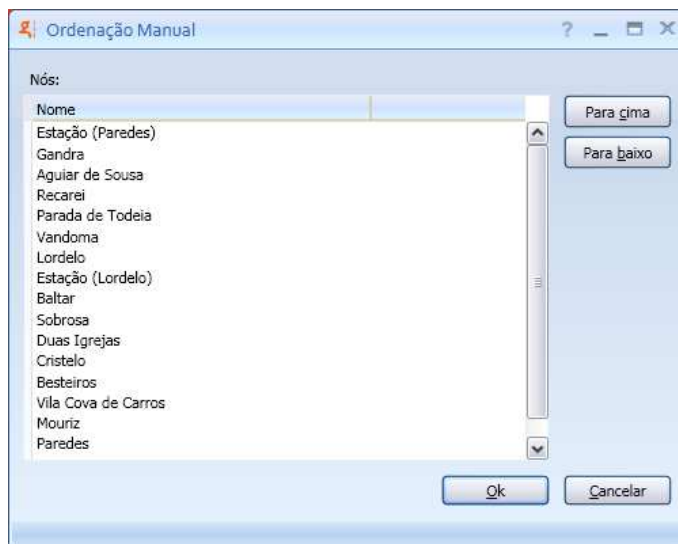 Ordenação Manual
Nós:
Nome
Estação (Paredes)
Gandra
Aguiar de Sousa
Recarei
Parada de Todeia
Vandoma
Lordelo
Estação (Lordelo)
Baltar
Sobrosa
Duas Igrejas
Cristelo
Besteiros
Vila Cova de Carros
Mouriz
Paredes
Para cima
Para baixo
Ok
Cancelar